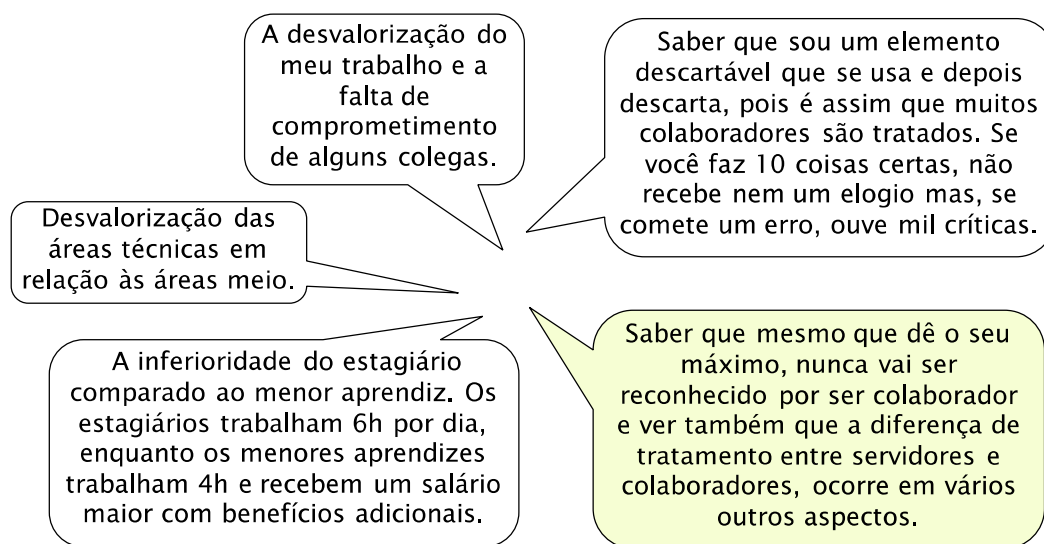 A desvalorização do
meu trabalho e a
falta de
comprometimento
de alguns colegas.
Saber que sou um elemento
descartável que se usa e depois
descarta, pois é assim que muitos
colaboradores são tratados. Se
você faz 10 coisas certas, não
recebe nem um elogio mas, se
comete um erro, ouve mil críticas.
Desvalorização das
áreas técnicas em
relação às áreas meio.
A inferioridade do estagiário
comparado ao menor aprendiz. Os
estagiários trabalham 6h por dia,
enquanto os menores aprendizes
trabalham 4h e recebem um salário
maior com benefícios adicionais.
Saber que mesmo que dê o seu
máximo, nunca vai ser
reconhecido por ser colaborador
e ver também que a diferença de
tratamento entre servidores e
colaboradores, ocorre em vários
outros aspectos.